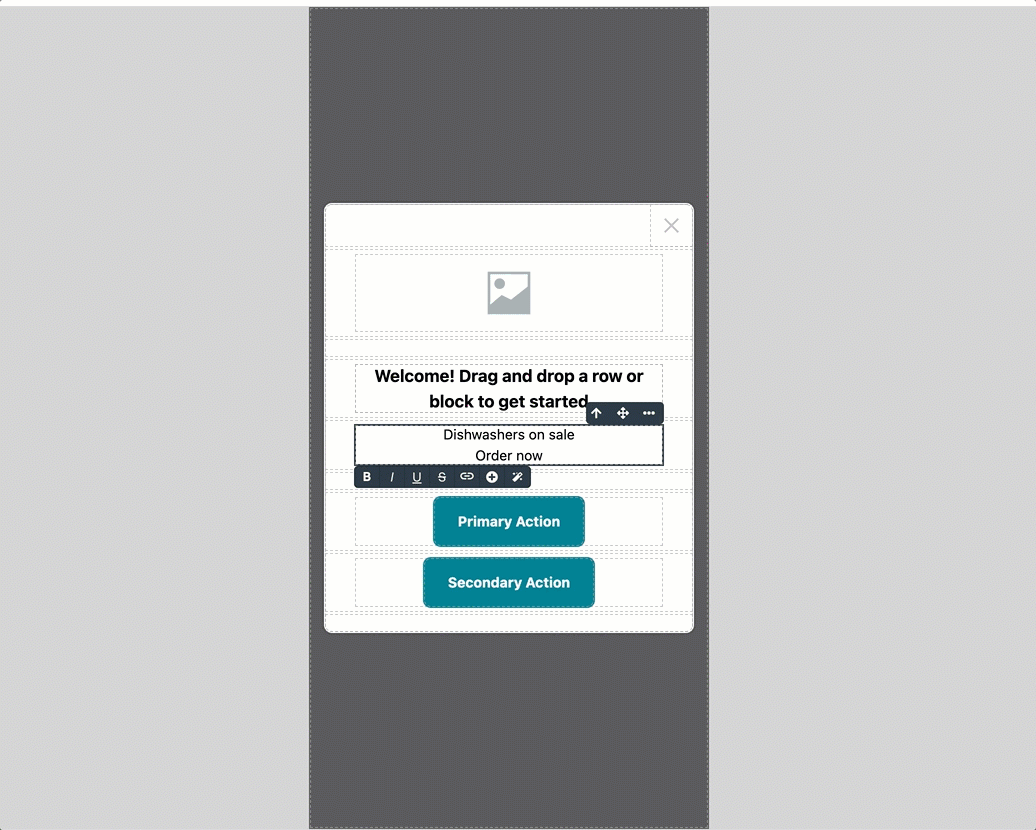 Welcome! Drag and drop a row or
block to get started
Dishwashers on sale
Order now
B I U S
Primary Action
Secondary Action